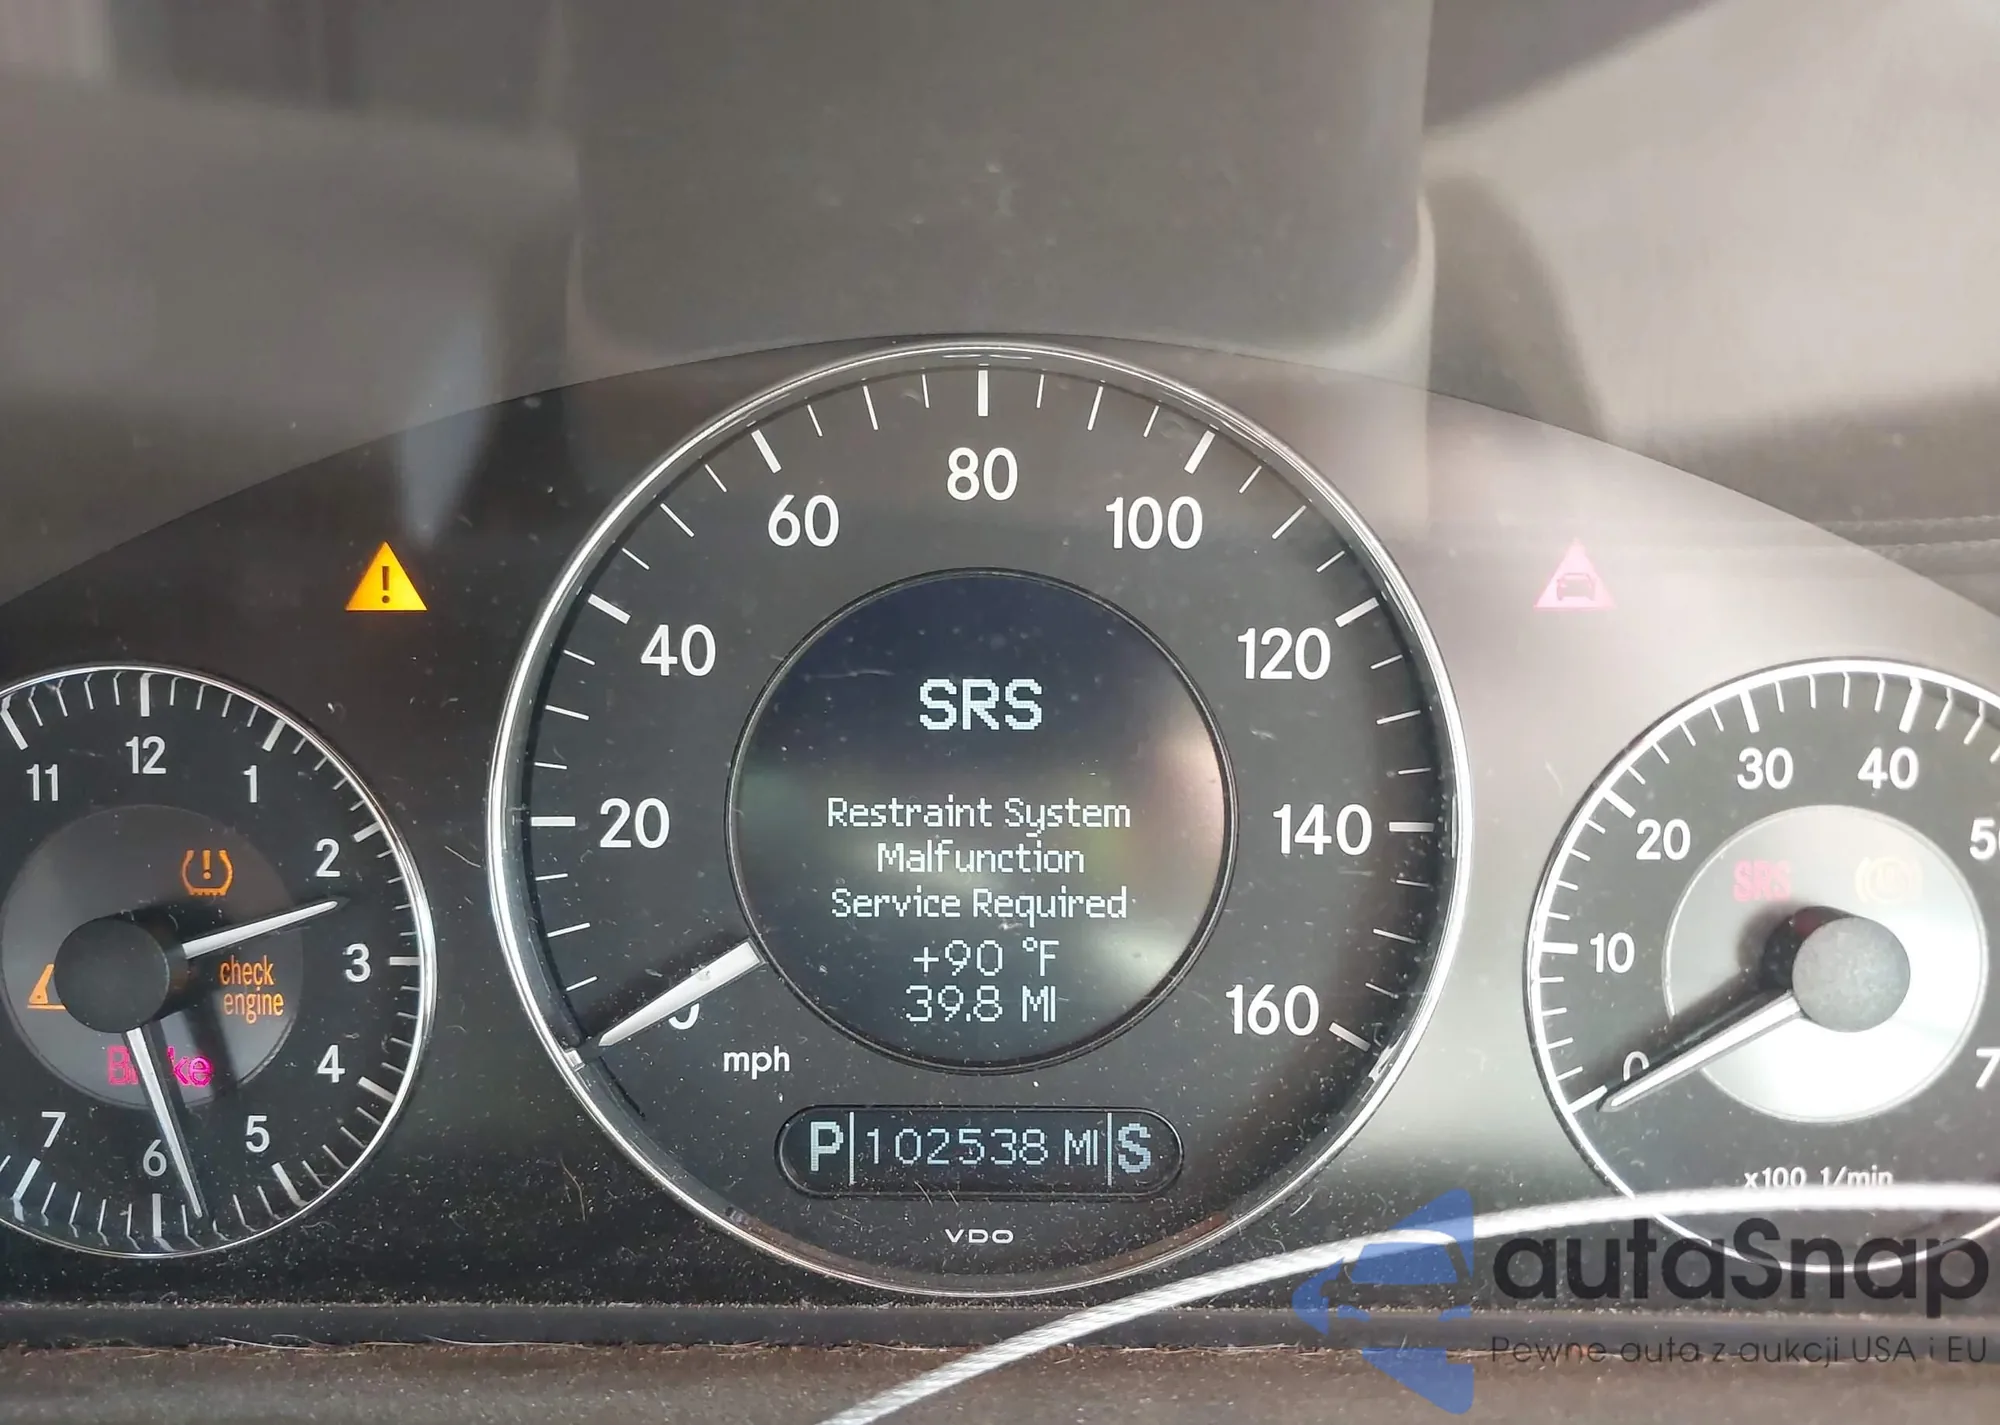 80
60
100
40
120
20
140
0
160
mph
SRS
Restraint System
Malfunction
Service Required
+90 °F
39.8 MI
P 102538 MI S
VDO
11
12
1
2
3
4
5
6
7
check
engine
0
10
20
30
40
SRS
x100 1/min
autaSnap
Pewne auta z aukcji USA i EU